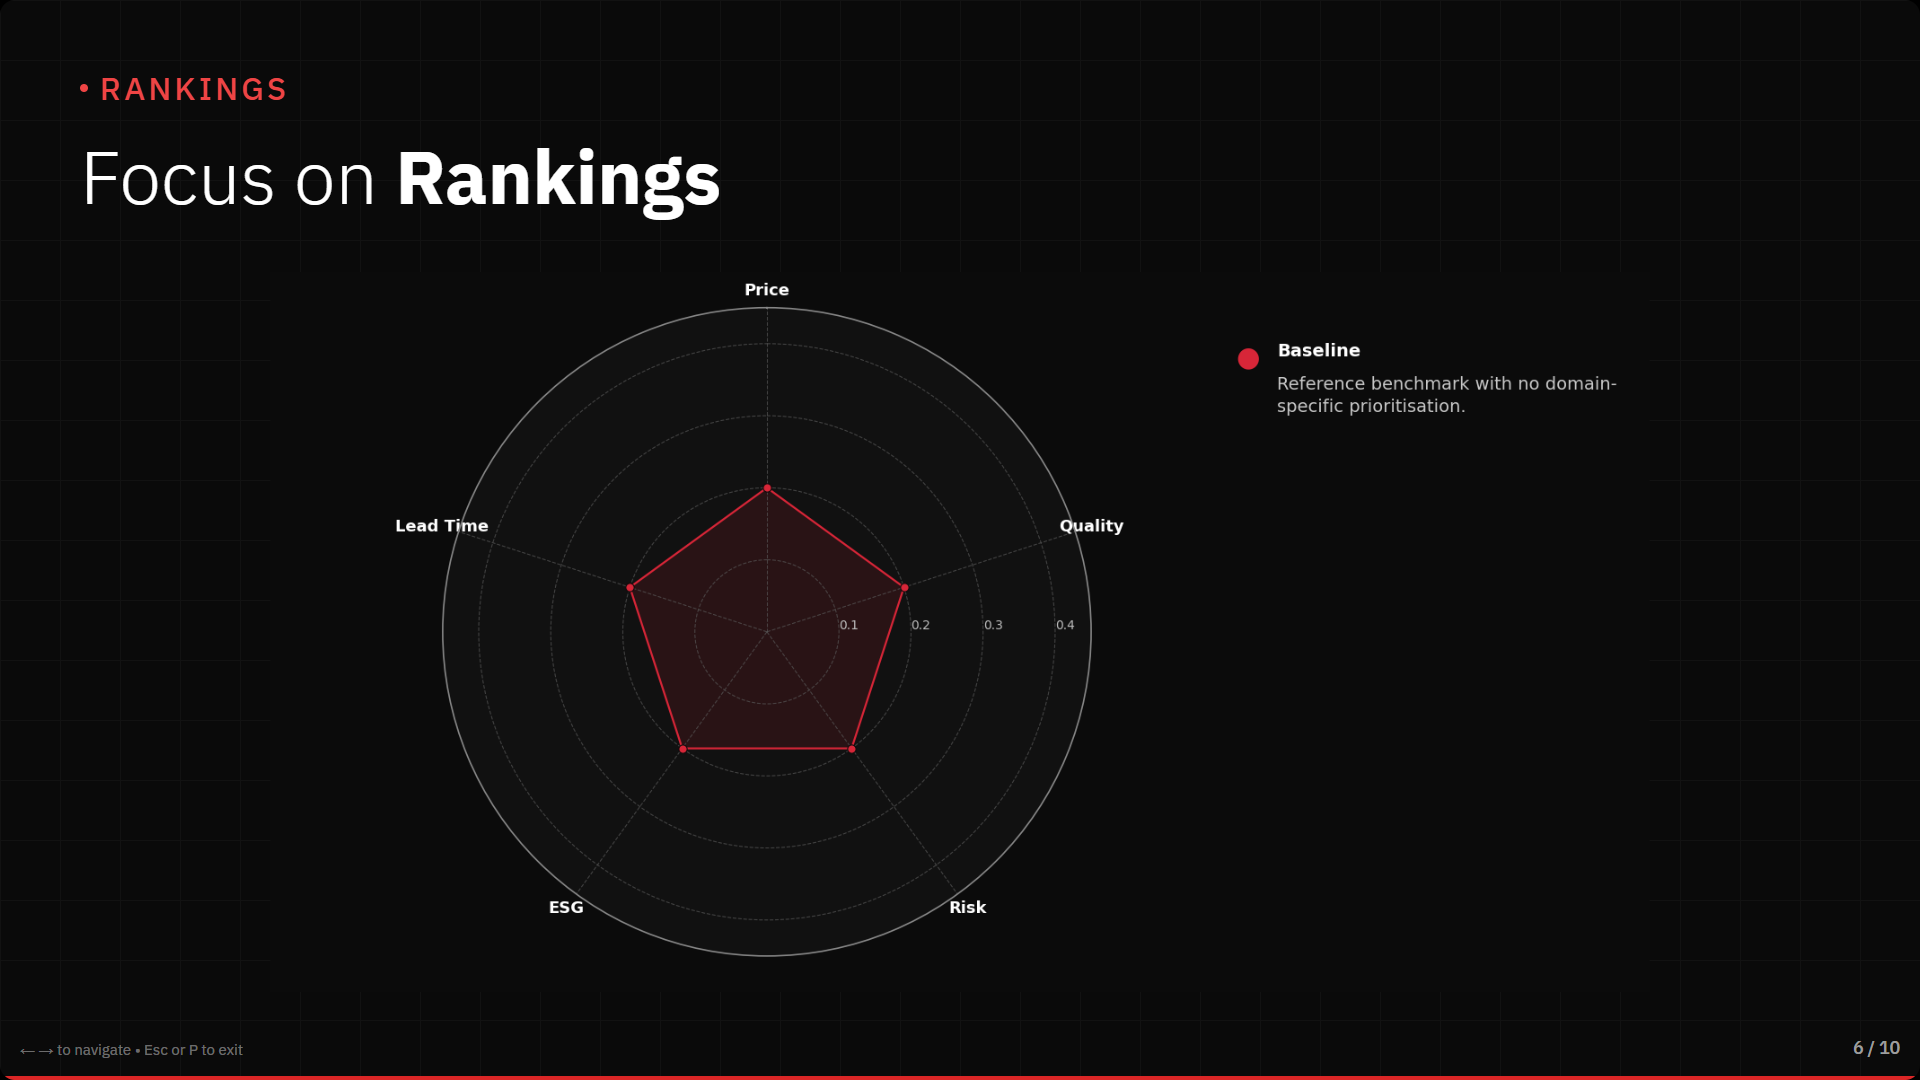 • RANKINGS
Focus on Rankings
Price
Baseline
Reference benchmark with no domain-
specific prioritisation.
Lead Time
Quality
0.1
0.2
0.3
0.4
ESG
Risk
←→ to navigate • Esc or P to exit
6 / 10